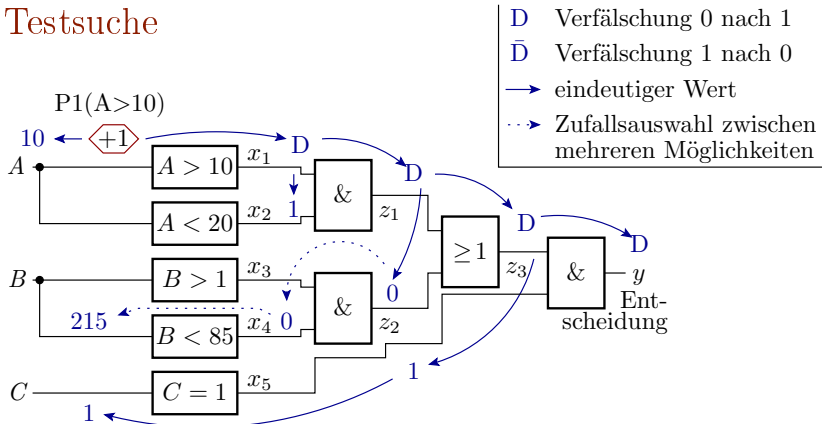 Testsuche
D Verfälschung 0 nach 1
D̄ Verfälschung 1 nach 0
eindeutiger Wert
Zufallsauswahl zwischen
mehreren Möglichkeiten
P1(A>10)
10 +1 D
A A > 10 x₁ D
1 &
A < 20 x₂ z₁ D D
≥1
B B > 1 x₃ z₃ & y
0 &
215 B < 85 x₄ 0 z₂ Ent-
scheidung
C C = 1 x₅ 1
1